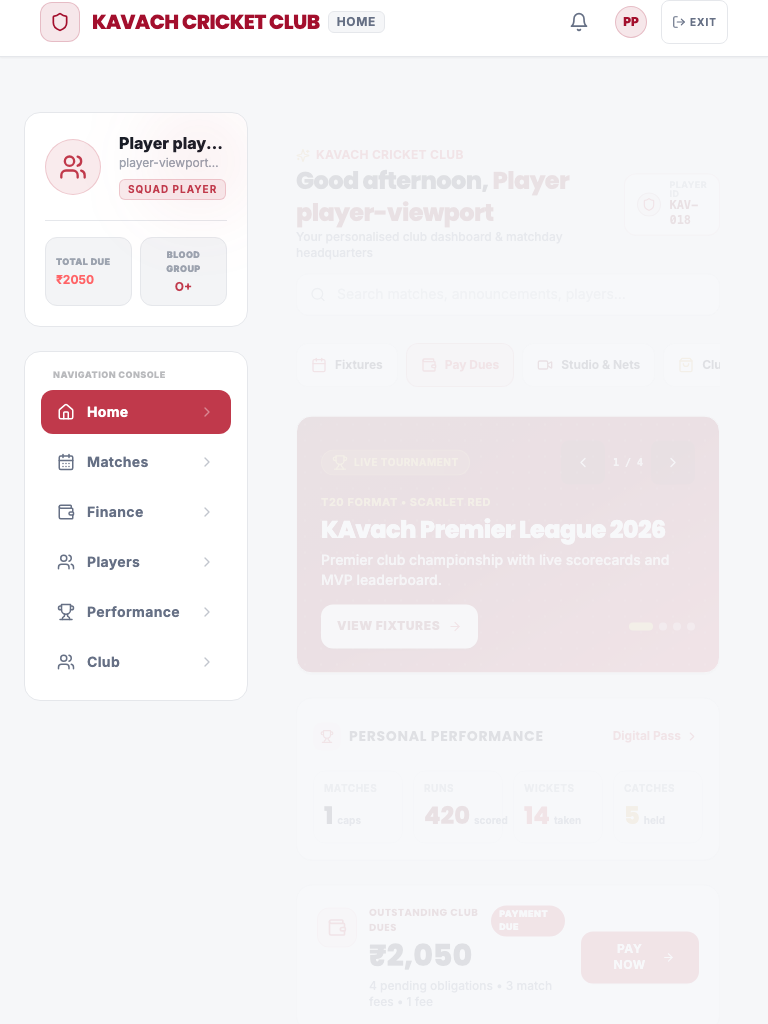 KAVACH CRICKET CLUB HOME
PP
EXIT
Player play...
player-viewport...
SQUAD PLAYER
TOTAL DUE
₹2050
BLOOD
GROUP
O+
NAVIGATION CONSOLE
Home
Matches
Finance
Players
Performance
Club
KAVACH CRICKET CLUB
Good afternoon, Player
player-viewport
Your personalised club dashboard & matchday
headquarters
PLAYER
ID
KAV-
018
Search matches, announcements, players...
Fixtures
Pay Dues
Studio & Nets
Clu
LIVE TOURNAMENT
1 / 4
T20 FORMAT • SCARLET RED
KAvach Premier League 2026
Premier club championship with live scorecards and
MVP leaderboard.
VIEW FIXTURES
PERSONAL PERFORMANCE
Digital Pass
MATCHES
1 caps
RUNS
420 scored
WICKETS
14 taken
CATCHES
5 held
OUTSTANDING CLUB
DUES
PAYMENT
DUE
₹2,050
4 pending obligations • 3 match
fees • 1 fee
PAY
NOW